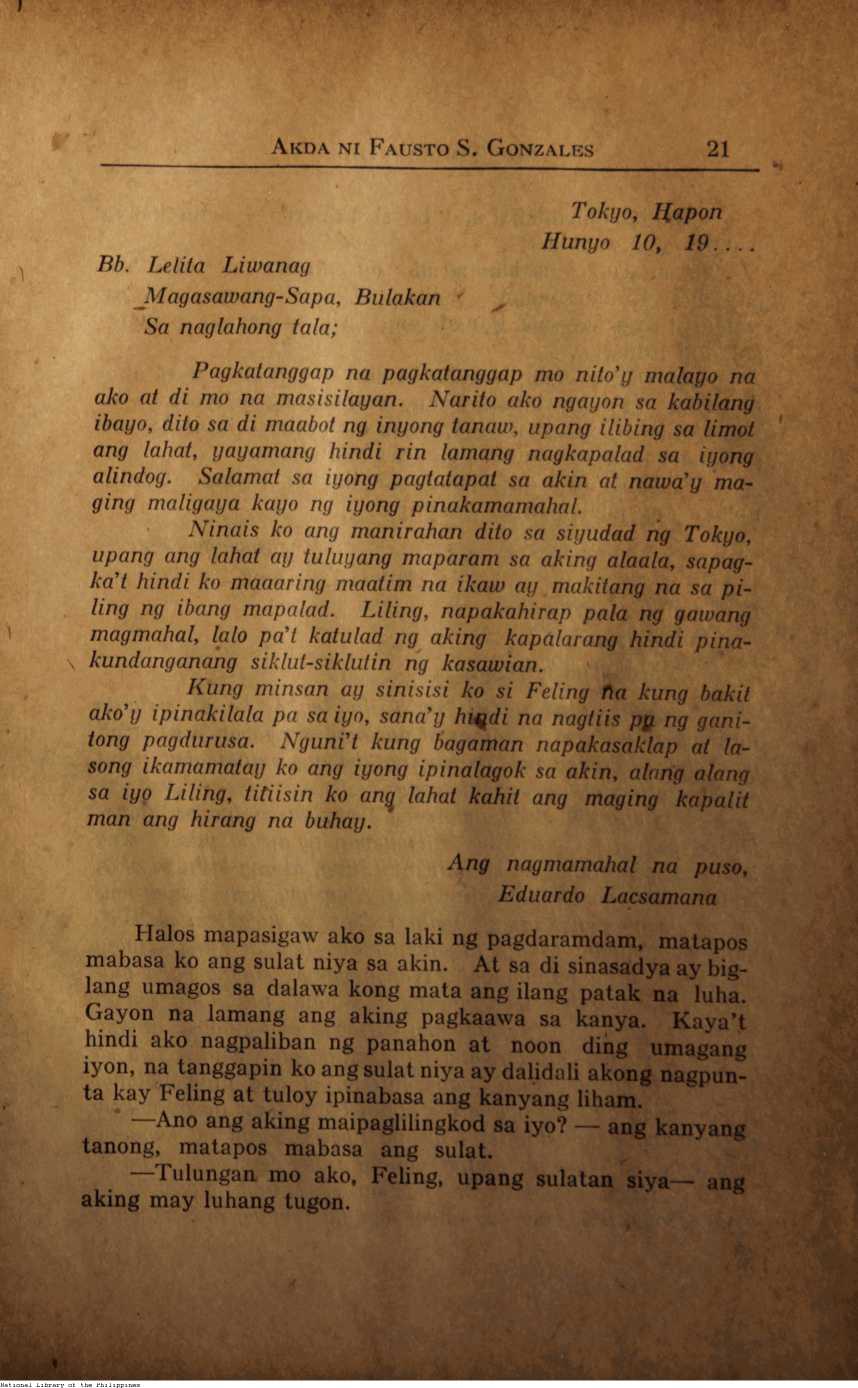 AKDA NI FAUSTO S. GONZALES 21
Tokyo, Hapon
Hunyo 10, 19....
Bb. Lelita Liwanag
Magasawang-Sapa, Bulakan
Sa naglahong tala;
Pagkatanggap na pagkatanggap mo nito'y malayo na
ako at di mo na masisilayan. Narito ako ngayon sa kabilang
ibayo, dito sa di maabot ng inyong tanaw, upang ilibing sa limot
ang lahat, yayamang hindi rin lamang nagkapalad sa iyong
alindog. Salamat sa iyong pagtatapat sa akin at nawa'y ma-
ging maligaya kayo ng iyong pinakamamahal.
Ninais ko ang manirahan dito sa siyudad ng Tokyo,
upang ang lahat ay tuluyang maparam sa aking alaala, sapag-
ka't hindi ko maaaring maatim na ikaw ay makitang na sa pi-
ling ng ibang mapalad. Liling, napakahirap pala ng gawang
magmahal, lalo pa't katulad ng aking kapalarang hindi pina-
kundanganang siklut-siklutin ng kasawian.
Kung minsan ay sinisisi ko si Feling na kung bakit
ako'y ipinakilala pa sa iyo, sana'y hindi na nagtiis pa ng gani-
tong pagdurusa. Nguni't kung bagaman napakasaklap at la-
song ikamamatay ko ang iyong ipinalagok sa akin, alang alang
sa iyo Liling, titiisin ko ang lahat kahit ang maging kapalit
man ang hirang na buhay.
Ang nagmamahal na puso,
Eduardo Lacsamana
Halos mapasigaw ako sa laki ng pagdaramdam, matapos
mabasa ko ang sulat niya sa akin. At sa di sinasadya ay big-
lang umagos sa dalawa kong mata ang ilang patak na luha.
Gayon na lamang ang aking pagkaawa sa kanya. Kaya't
hindi ako nagpaliban ng panahon at noon ding umagang
iyon, na tanggapin ko ang sulat niya ay dalidali akong nagpun-
ta kay Feling at tuloy ipinabasa ang kanyang liham.
—Ano ang aking maipaglilingkod sa iyo? — ang kanyang
tanong, matapos mabasa ang sulat.
—Tulungan mo ako, Feling, upang sulatan siya— ang
aking may luhang tugon.
National Library of the Philippines